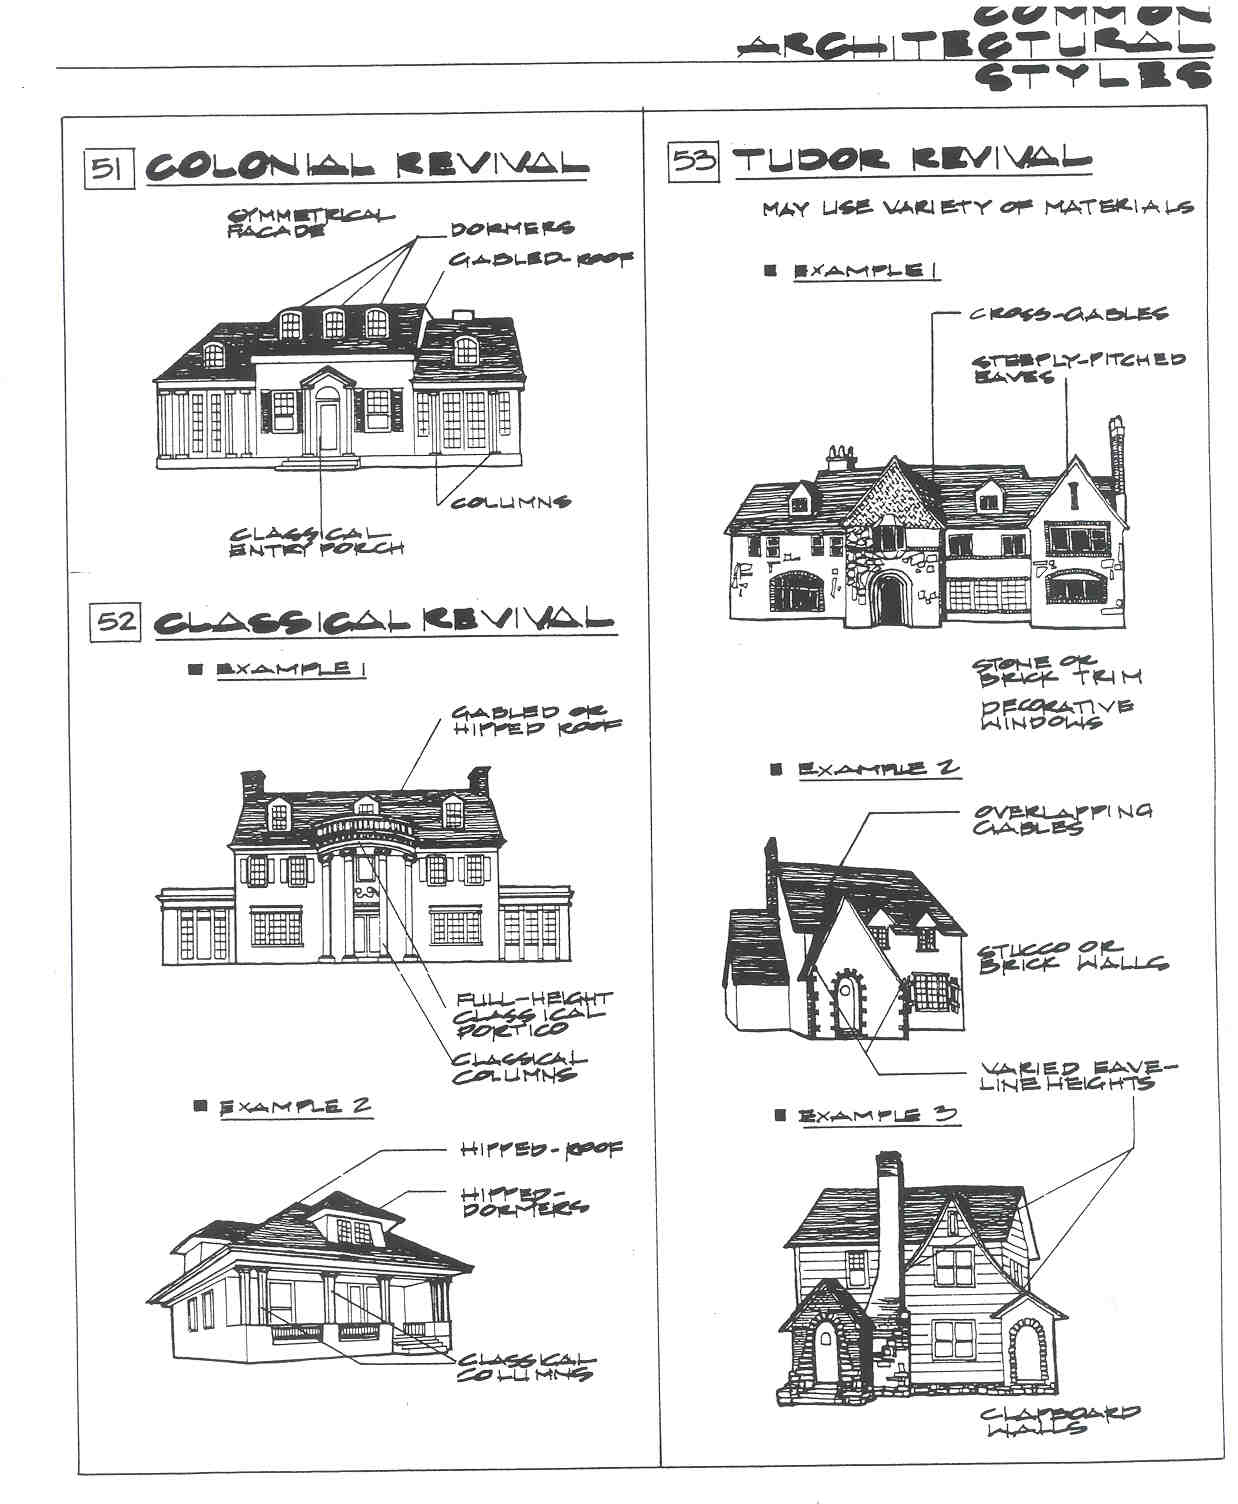 COMMON
ARCHITECTURAL
STYLES
51 COLONIAL REVIVAL
SYMMETRICAL
FACADE
DORMERS
GABLED-ROOF
COLUMNS
CLASSICAL
ENTRY PORCH
52 CLASSICAL REVIVAL
EXAMPLE 1
GABLED OR
HIPPED ROOF
FULL-HEIGHT
CLASSICAL
PORTICO
CLASSICAL
COLUMNS
EXAMPLE 2
HIPPED-ROOF
HIPPED-
DORMERS
CLASSICAL
COLUMNS
53 TUDOR REVIVAL
MAY USE VARIETY OF MATERIALS
EXAMPLE 1
CROSS-GABLES
STEEPLY-PITCHED
EAVES
STONE OR
BRICK TRIM
DECORATIVE
WINDOWS
EXAMPLE 2
OVERLAPPING
GABLES
STUCCO OR
BRICK WALLS
VARIED EAVE-
LINE HEIGHTS
EXAMPLE 3
CLAPBOARD
WALLS